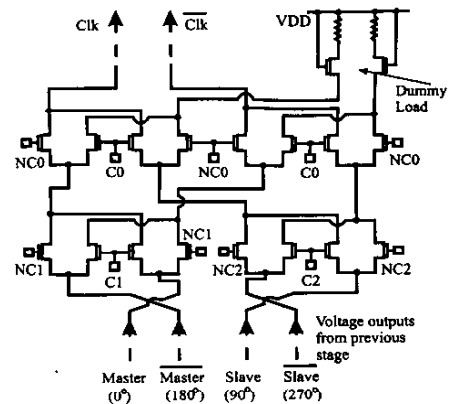 Clk
Clk
VDD
Dummy
Load
NC0
C0
NC0
C0
NC0
NC1
C1
NC1
NC2
C2
NC2
Voltage outputs
from previous
stage
Master
(0°)
Master
(180°)
Slave
(90°)
Slave
(270°)